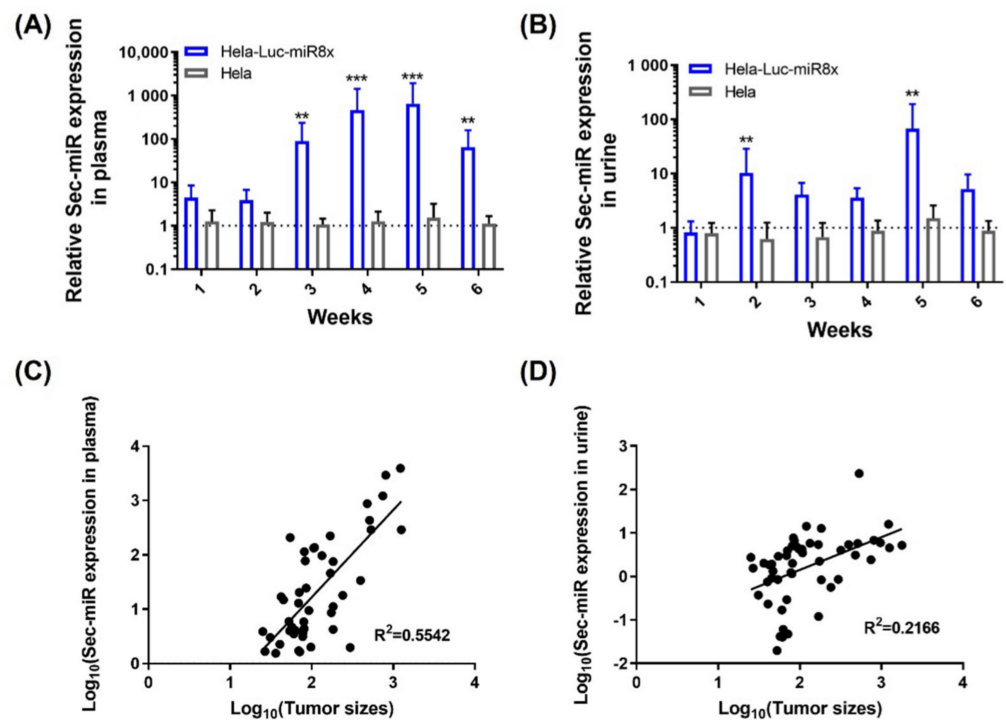 (A)
Relative Sec-miR expression
in plasma
10,000
1 000
100
10
1
0.1
Hela-Luc-miR8x
Hela
**
***
***
**
1 2 3 4 5 6
Weeks
(B)
Relative Sec-miR expression
in urine
1 000
100
10
1
0.1
Hela-Luc-miR8x
Hela
**
**
1 2 3 4 5 6
Weeks
(C)
Log10(Sec-miR expression in plasma)
4
3
2
1
0
R²=0.5542
0 1 2 3 4
Log10(Tumor sizes)
(D)
Log10(Sec-miR expression in urine)
3
2
1
0
-1
-2
R²=0.2166
0 1 2 3 4
Log10(Tumor sizes)